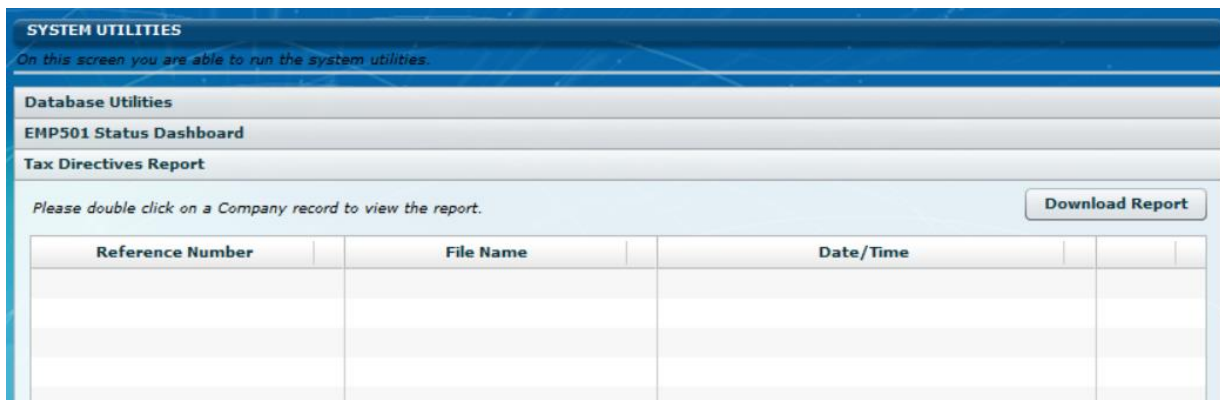 SYSTEM UTILITIES
On this screen you are able to run the system utilities.
Database Utilities
EMP501 Status Dashboard
Tax Directives Report
Please double click on a Company record to view the report.
Download Report
Reference Number File Name Date/Time